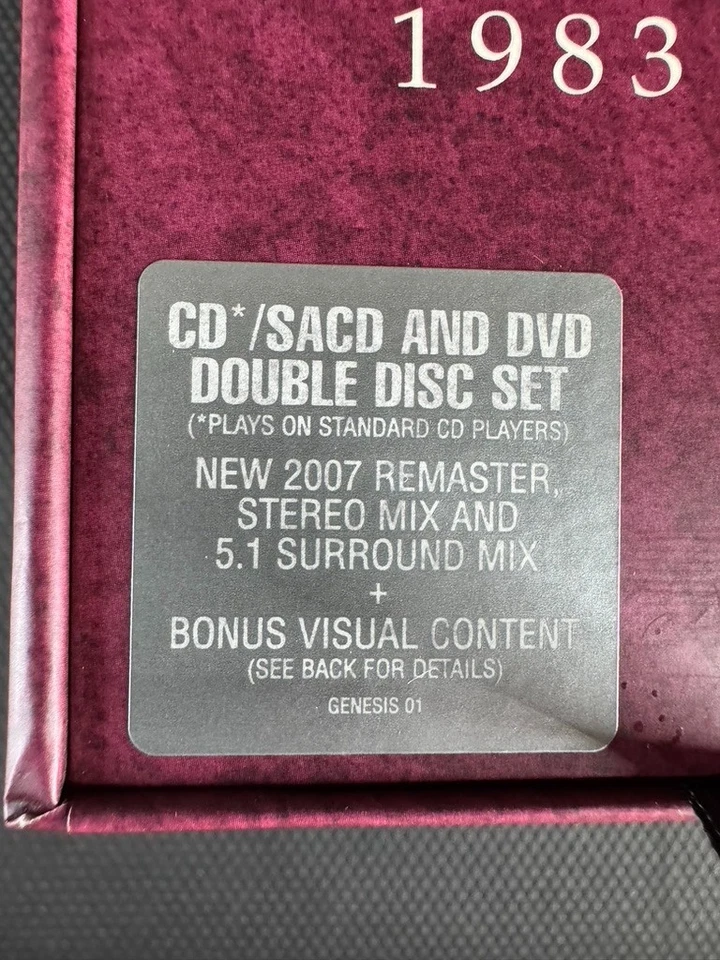 1983
CD*/SACD AND DVD
DOUBLE DISC SET
(*PLAYS ON STANDARD CD PLAYERS)
NEW 2007 REMASTER,
STEREO MIX AND
5.1 SURROUND MIX
+
BONUS VISUAL CONTENT
(SEE BACK FOR DETAILS)
GENESIS 01